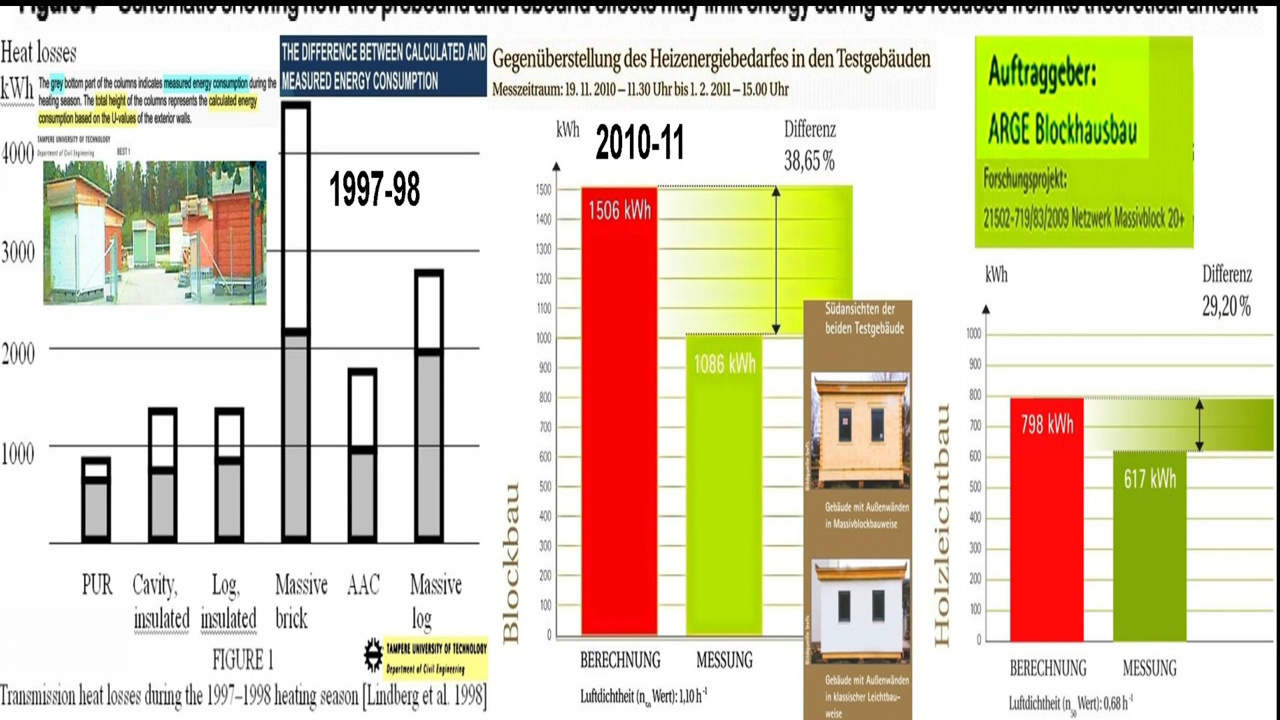 Figure 4 Schematic showing how the prebound and rebound effects may limit energy saving to be reduced from its theoretical amount
Heat losses
kWh
The grey bottom part of the columns indicates measured energy consumption during the
heating season. The total height of the columns represents the calculated energy
consumption based on the U-values of the exterior walls.
TAMPERE UNIVERSITY OF TECHNOLOGY
Department of Civil Engineering
THE DIFFERENCE BETWEEN CALCULATED AND
MEASURED ENERGY CONSUMPTION
1997-98
4000
3000
2000
1000
PUR
Cavity,
insulated
Log,
insulated
Massive
brick
AAC
Massive
log
FIGURE 1
TAMPERE UNIVERSITY OF TECHNOLOGY
Department of Civil Engineering
Transmission heat losses during the 1997–1998 heating season [Lindberg et al. 1998]
Gegenüberstellung des Heizenergiebedarfes in den Testgebäuden
Messzeitraum: 19. 11. 2010 – 11.30 Uhr bis 1. 2. 2011 – 15.00 Uhr
kWh
2010-11
Differenz
38,65 %
1500
1400
1300
1200
1100
1000
900
800
700
600
500
400
300
200
100
0
1506 kWh
1086 kWh
Blockbau
BERECHNUNG
MESSUNG
Luftdichtheit (n50 Wert): 1,10 h-1
Südansichten der
beiden Testgebäude
Gebäude mit Außenwänden
in Massivblockbauweise
Gebäude mit Außenwänden
in klassischer Leichtbau-
weise
Auftraggeber:
ARGE Blockhausbau
Forschungsprojekt:
21502-719/83/2009 Netzwerk Massivblock 20+
kWh
Differenz
29,20 %
1000
900
800
700
600
500
400
300
200
100
0
798 kWh
617 kWh
Holzleichtbau
BERECHNUNG
MESSUNG
Luftdichtheit (n50 Wert): 0,68 h-1